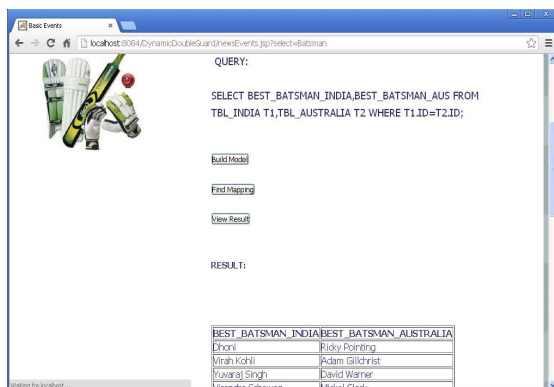 Basic Events
localhost:8084/DynamicDoubleGuard/newsEvents.jsp?select=Batsman
QUERY:
SELECT BEST_BATSMAN_INDIA,BEST_BATSMAN_AUS FROM
TBL_INDIA T1,TBL_AUSTRALIA T2 WHERE T1.ID=T2.ID;
Build Model
Find Mapping
View Result
RESULT:
BEST_BATSMAN_INDIA BEST_BATSMAN_AUSTRALIA
Dhoni Ricky Pointing
Virah Kohli Adam Gillchrist
Yuvaraj Singh David Warner
Waiting for localhost...